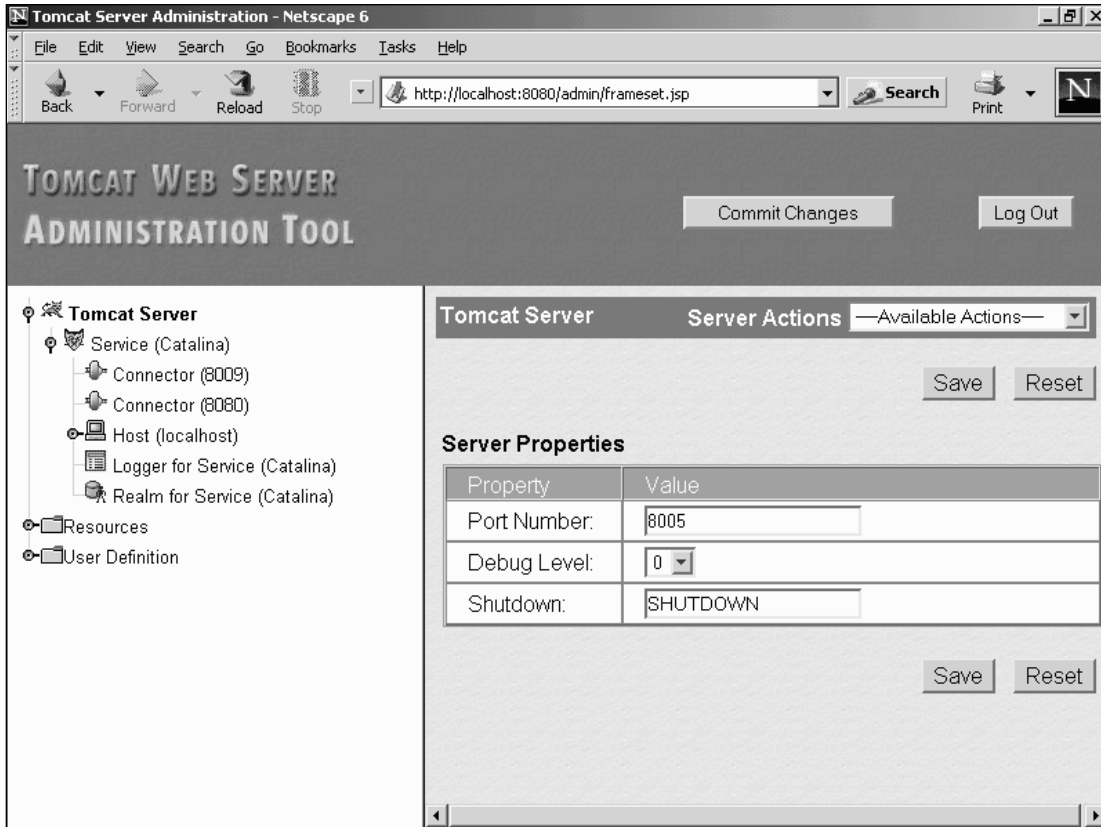 Tomcat Server Administration - Netscape 6
File Edit View Search Go Bookmarks Tasks Help
Back Forward Reload Stop http://localhost:8080/admin/frameset.jsp Search Print N
TOMCAT WEB SERVER
ADMINISTRATION TOOL
Commit Changes Log Out
Tomcat Server
Service (Catalina)
Connector (8009)
Connector (8080)
Host (localhost)
Logger for Service (Catalina)
Realm for Service (Catalina)
Resources
User Definition
Tomcat Server Server Actions ----Available Actions----
Save Reset
Server Properties
Property Value
Port Number: 8005
Debug Level: 0
Shutdown: SHUTDOWN
Save Reset